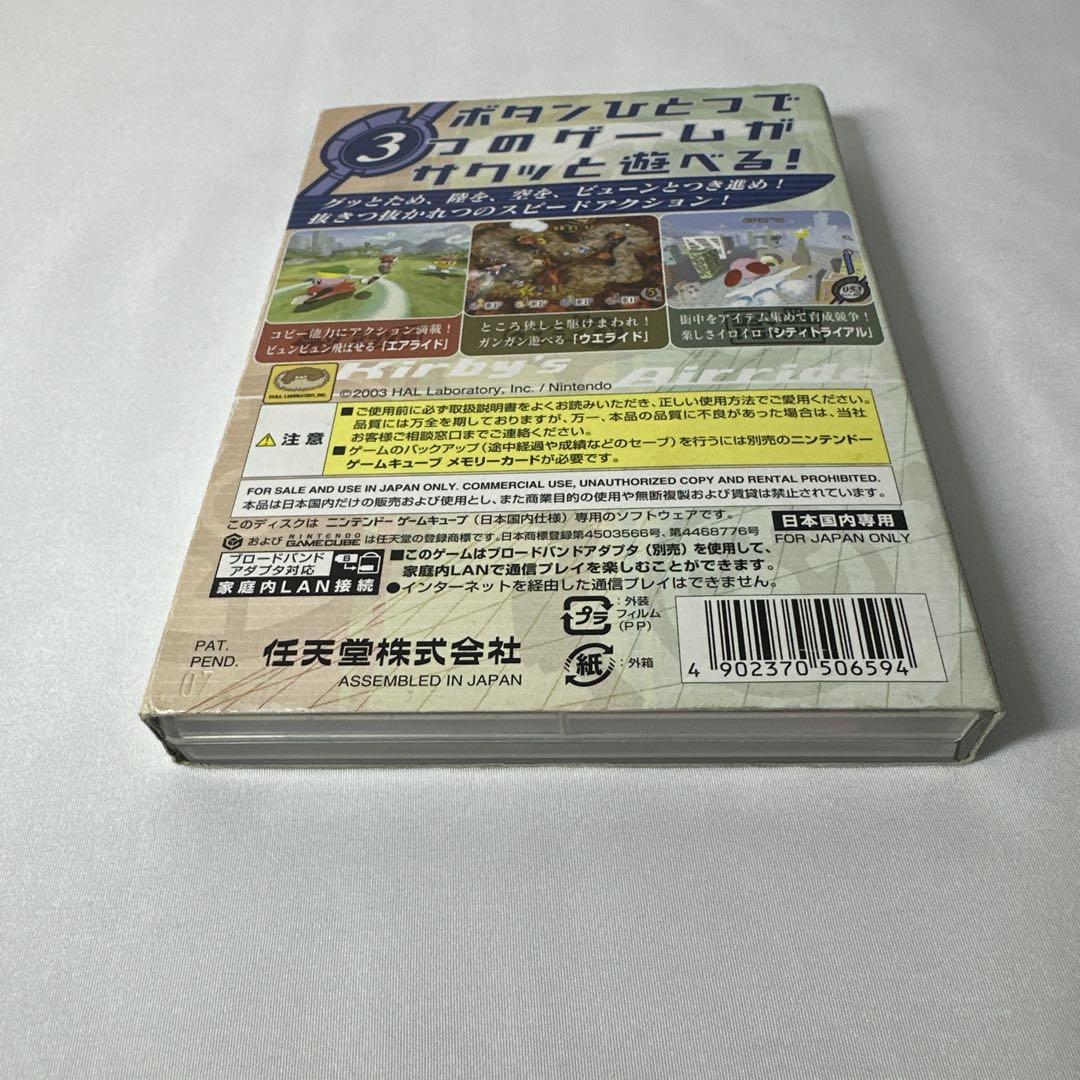 ボタンひとつで
3つのゲームが
サクッと遊べる!
グッとため、陸を、空を、ビューンとつき進め!
抜きつ抜かれつのスピードアクション!
コピー能力にアクション満載!
ビュンビュン飛ばせる「エアライド」
ところ狭しと駆けまわれ!
ガンガン遊べる「ウエライド」
街中をアイテム集めて育成競争!
楽しさイロイロ「シティトライアル」
Kirby's Airride
HAL LABORATORY, INC.
©2003 HAL Laboratory, Inc. / Nintendo
注意
■ご使用前に必ず取扱説明書をよくお読みいただき、正しい使用方法でご愛用ください。
品質には万全を期しておりますが、万一、本品の品質に不良があった場合は、当社
お客様ご相談窓口までご連絡ください。
■ゲームのバックアップ(途中経過や成績などのセーブ)を行うには別売のニンテンドー
ゲームキューブ メモリーカードが必要です。
FOR SALE AND USE IN JAPAN ONLY. COMMERCIAL USE, UNAUTHORIZED COPY AND RENTAL PROHIBITED.
本品は日本国内だけの販売および使用とし、また商業目的の使用や無断複製および賃貸は禁止されています。
このディスクは ニンテンドー ゲームキューブ (日本国内仕様) 専用のソフトウェアです。
および NINTENDO GAMECUBE は任天堂の登録商標です。日本商標登録第4503566号、第4468776号
日本国内専用
FOR JAPAN ONLY
ブロードバンド
アダプタ対応
家庭内LAN接続
■このゲームはブロードバンドアダプタ(別売)を使用して、
家庭内LANで通信プレイを楽しむことができます。
●インターネットを経由した通信プレイはできません。
プラ
:外装
フィルム
(PP)
紙
:外箱
PAT.
PEND.
07
任天堂株式会社
ASSEMBLED IN JAPAN
4 902370 506594